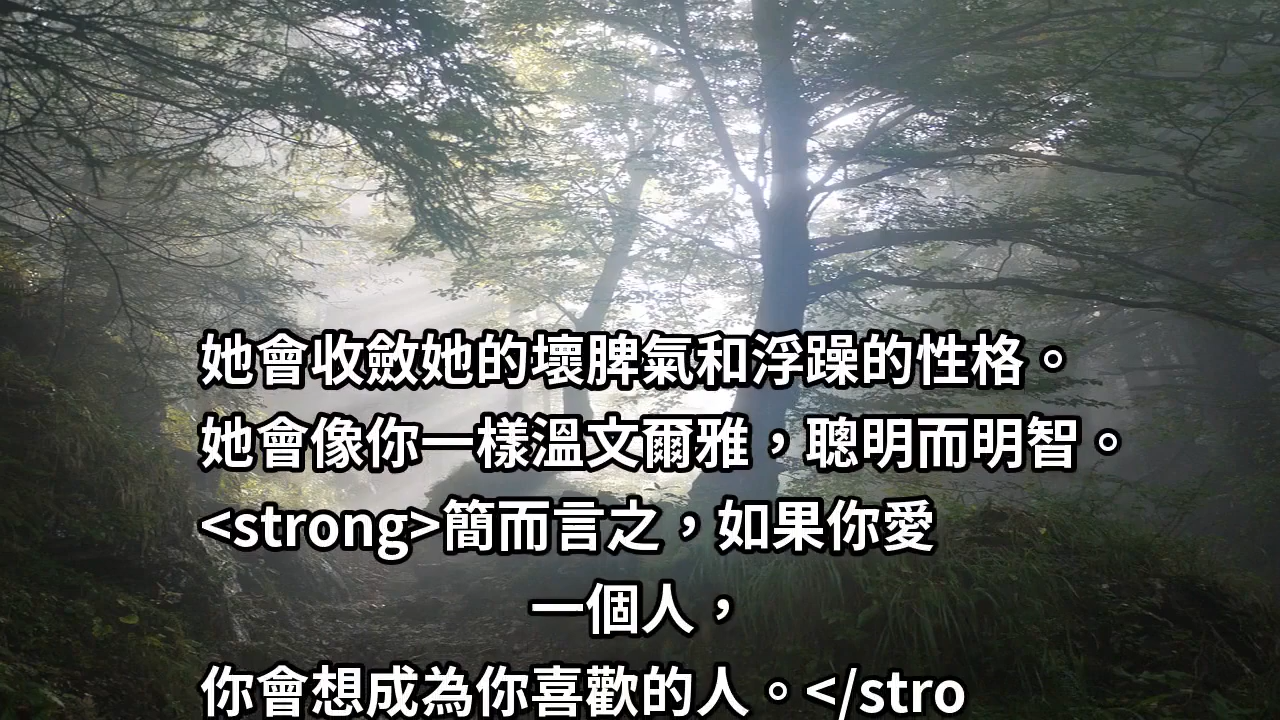 她會收斂她的壞脾氣和浮躁的性格。
她會像你一樣溫文爾雅，聰明而明智。
<strong>簡而言之，如果你愛
一個人，
你會想成為你喜歡的人。</stro